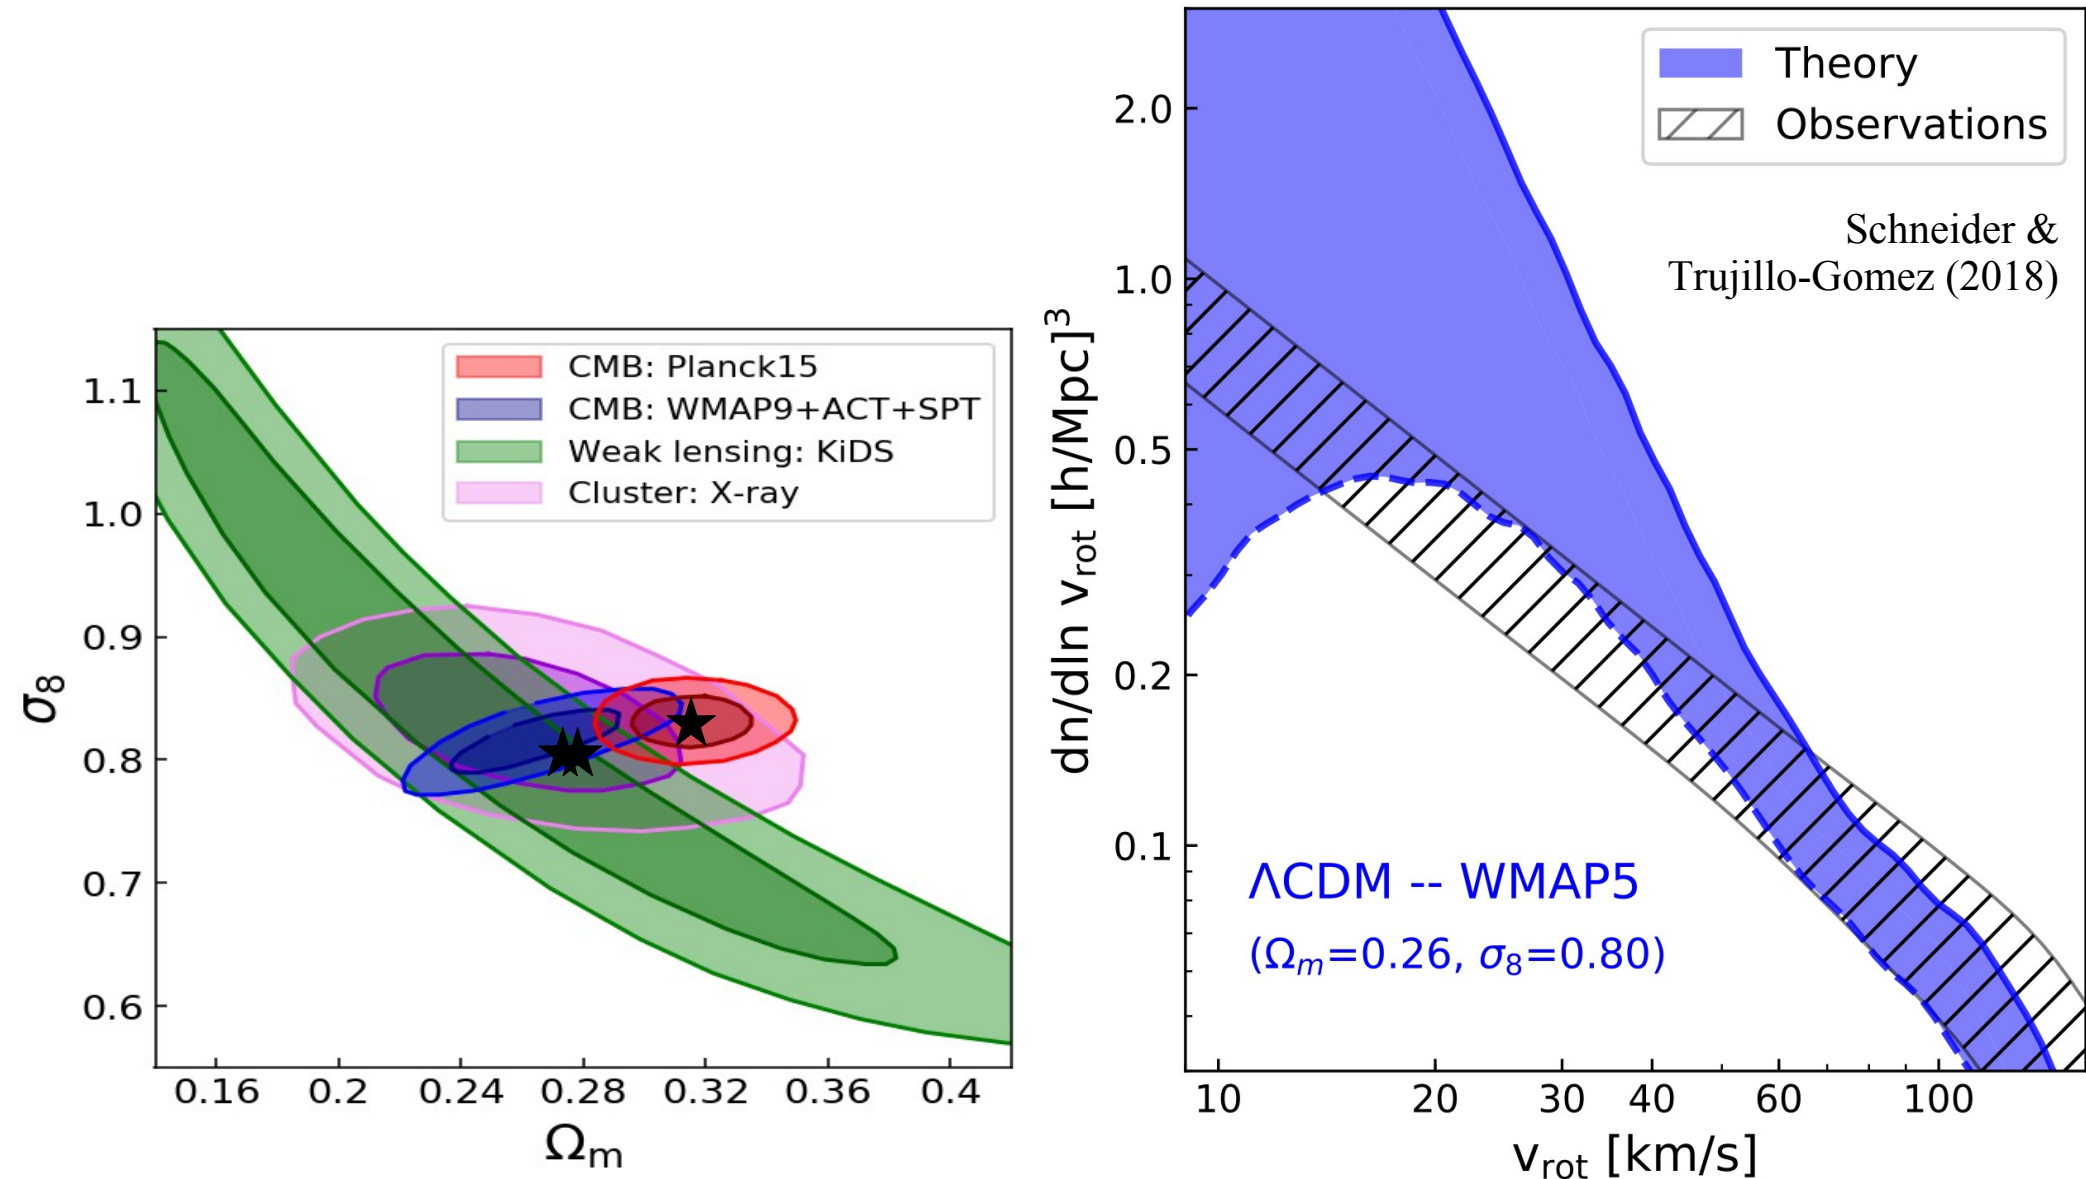 CMB: Planck15
CMB: WMAP9+ACT+SPT
Weak lensing: KiDS
Cluster: X-ray
1.1
1.0
0.9
0.8
0.7
0.6
σ₈
0.16 0.2 0.24 0.28 0.32 0.36 0.4
Ωₘ
Theory
Observations
Schneider &
Trujillo-Gomez (2018)
2.0
1.0
0.5
0.2
0.1
dn/dln vᵣₒₜ [h/Mpc]³
ΛCDM -- WMAP5
(Ωₘ=0.26, σ₈=0.80)
10 20 30 40 60 100
vᵣₒₜ [km/s]